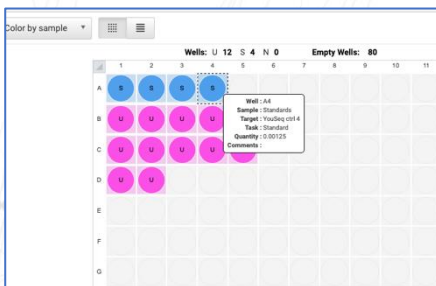 Color by sample
Wells: U 12 S 4 N 0 Empty Wells: 80
1 2 3 4 5 6 7 8 9 10 11
A S S S S
Well : A4
Sample : Standards
Target : YouSeq ctrl 4
Task : Standard
Quantity : 0.00125
Comments :
B U U U U
C U U U U
D U U
E
F
G